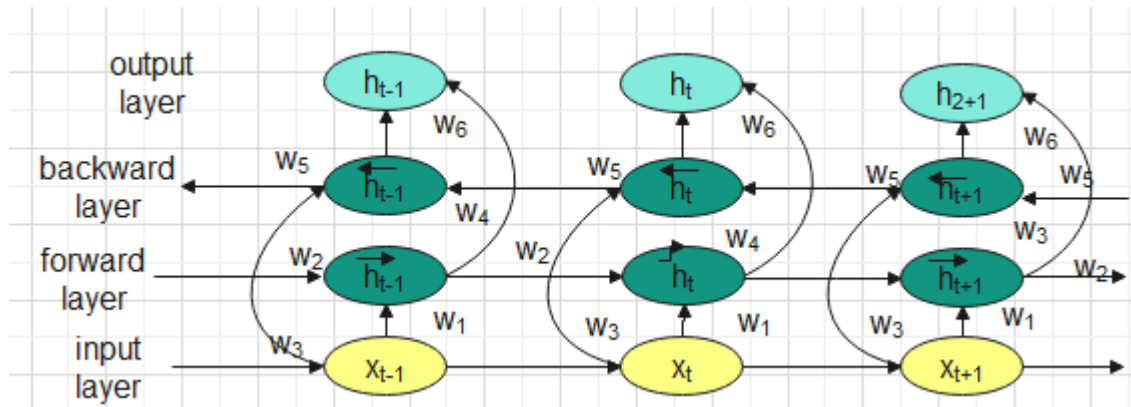 output
layer
h_{t-1}
h_t
h_{2+1}
w_6
w_6
w_6
backward
layer
w_5
h_{t-1}
w_5
h_t
w_5
h_{t+1}
w_5
w_4
w_4
w_3
forward
layer
w_2
h_{t-1}
w_2
h_t
h_{t+1}
w_2
w_1
w_1
w_1
input
layer
w_3
x_{t-1}
w_3
x_t
w_3
x_{t+1}